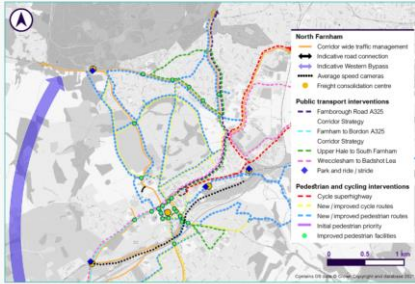 North Farnham
Corridor wide traffic management
Indicative road connection
Indicative Western Bypass
Average speed cameras
Freight consolidation centre
Public transport interventions
Farnborough Road A325
Corridor Strategy
Farnham to Bordon A325
Corridor Strategy
Upper Hale to South Farnham
Wrecclesham to Badshot Lea
Park and ride / stride
Pedestrian and cycling interventions
Cycle superhighway
New / improved cycle routes
New / improved pedestrian routes
Initial pedestrian priority
Improved pedestrian facilities
0 0.5 1 km